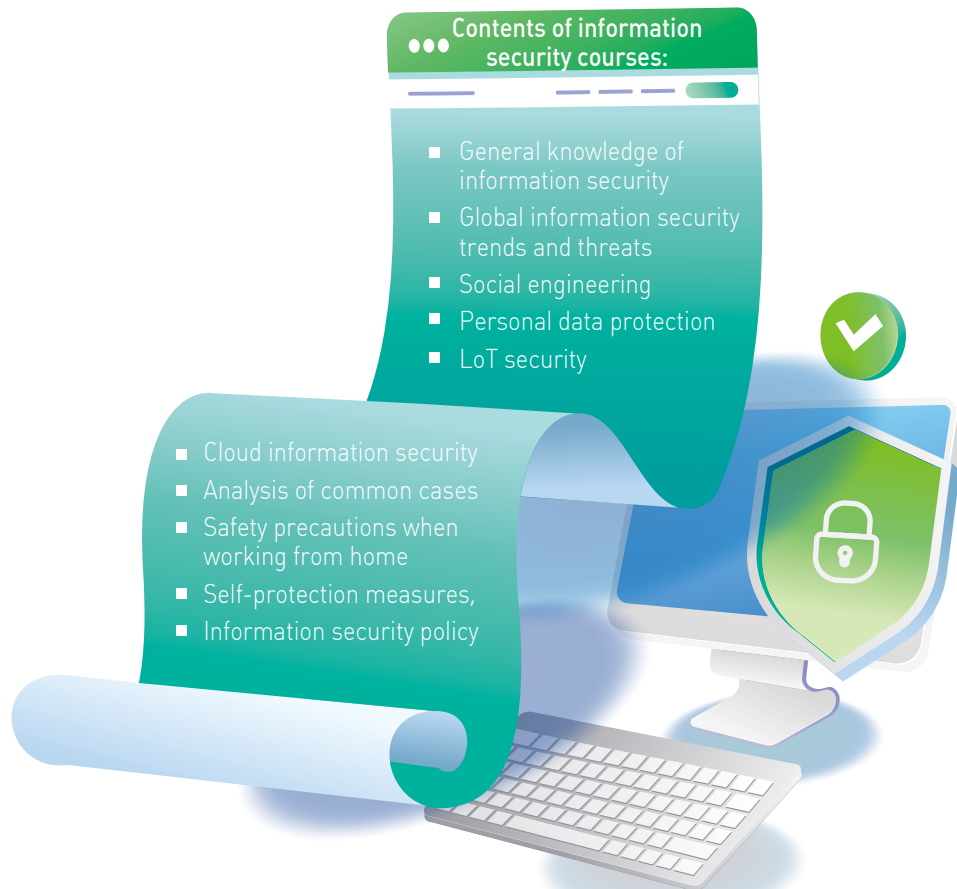 Contents of information
security courses:
General knowledge of
information security
Global information security
trends and threats
Social engineering
Personal data protection
LoT security
Cloud information security
Analysis of common cases
Safety precautions when
working from home
Self-protection measures,
Information security policy